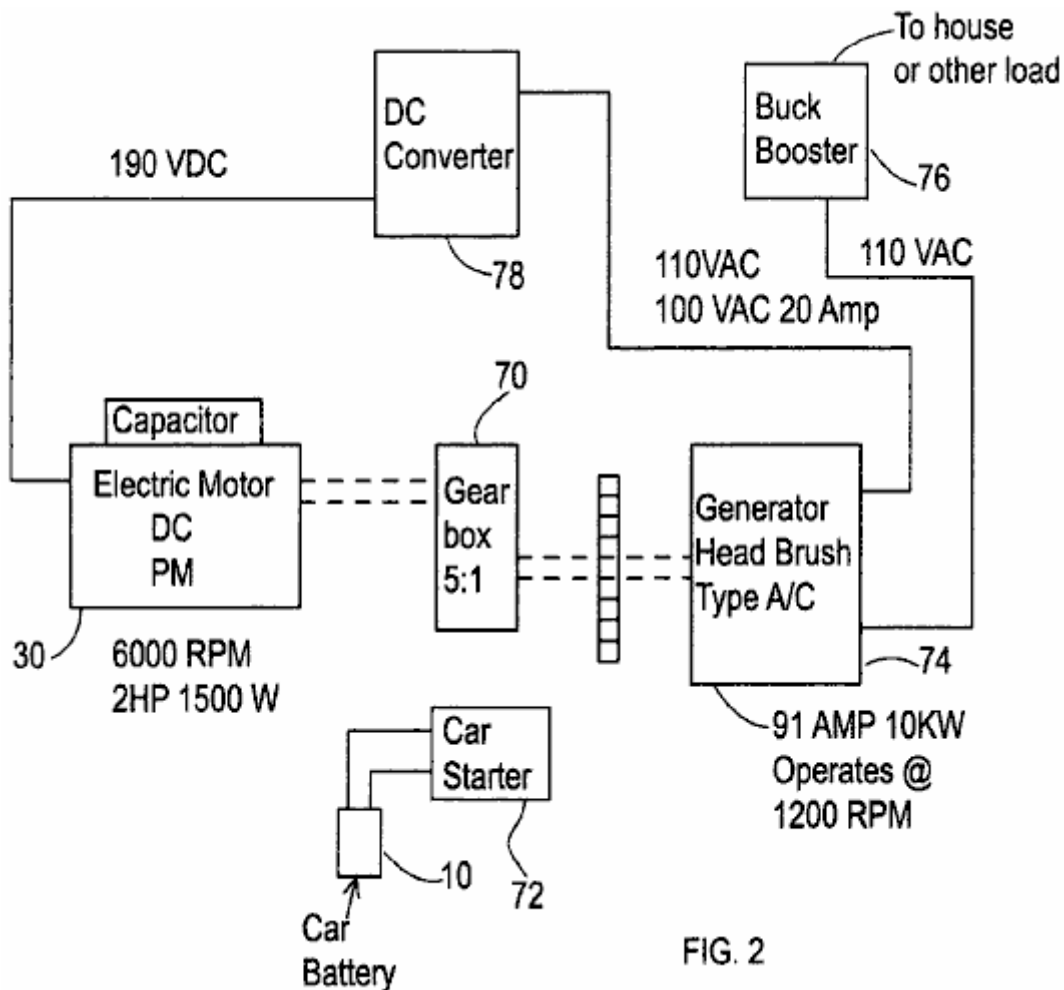 To house
or other load
DC
Converter
Buck
Booster
190 VDC
76
78
110VAC
100 VAC 20 Amp
110 VAC
70
Capacitor
Electric Motor
DC
PM
Gear
box
5:1
Generator
Head Brush
Type A/C
30
6000 RPM
2HP 1500 W
74
Car
Starter
91 AMP 10KW
Operates @
1200 RPM
10
72
Car
Battery
FIG. 2